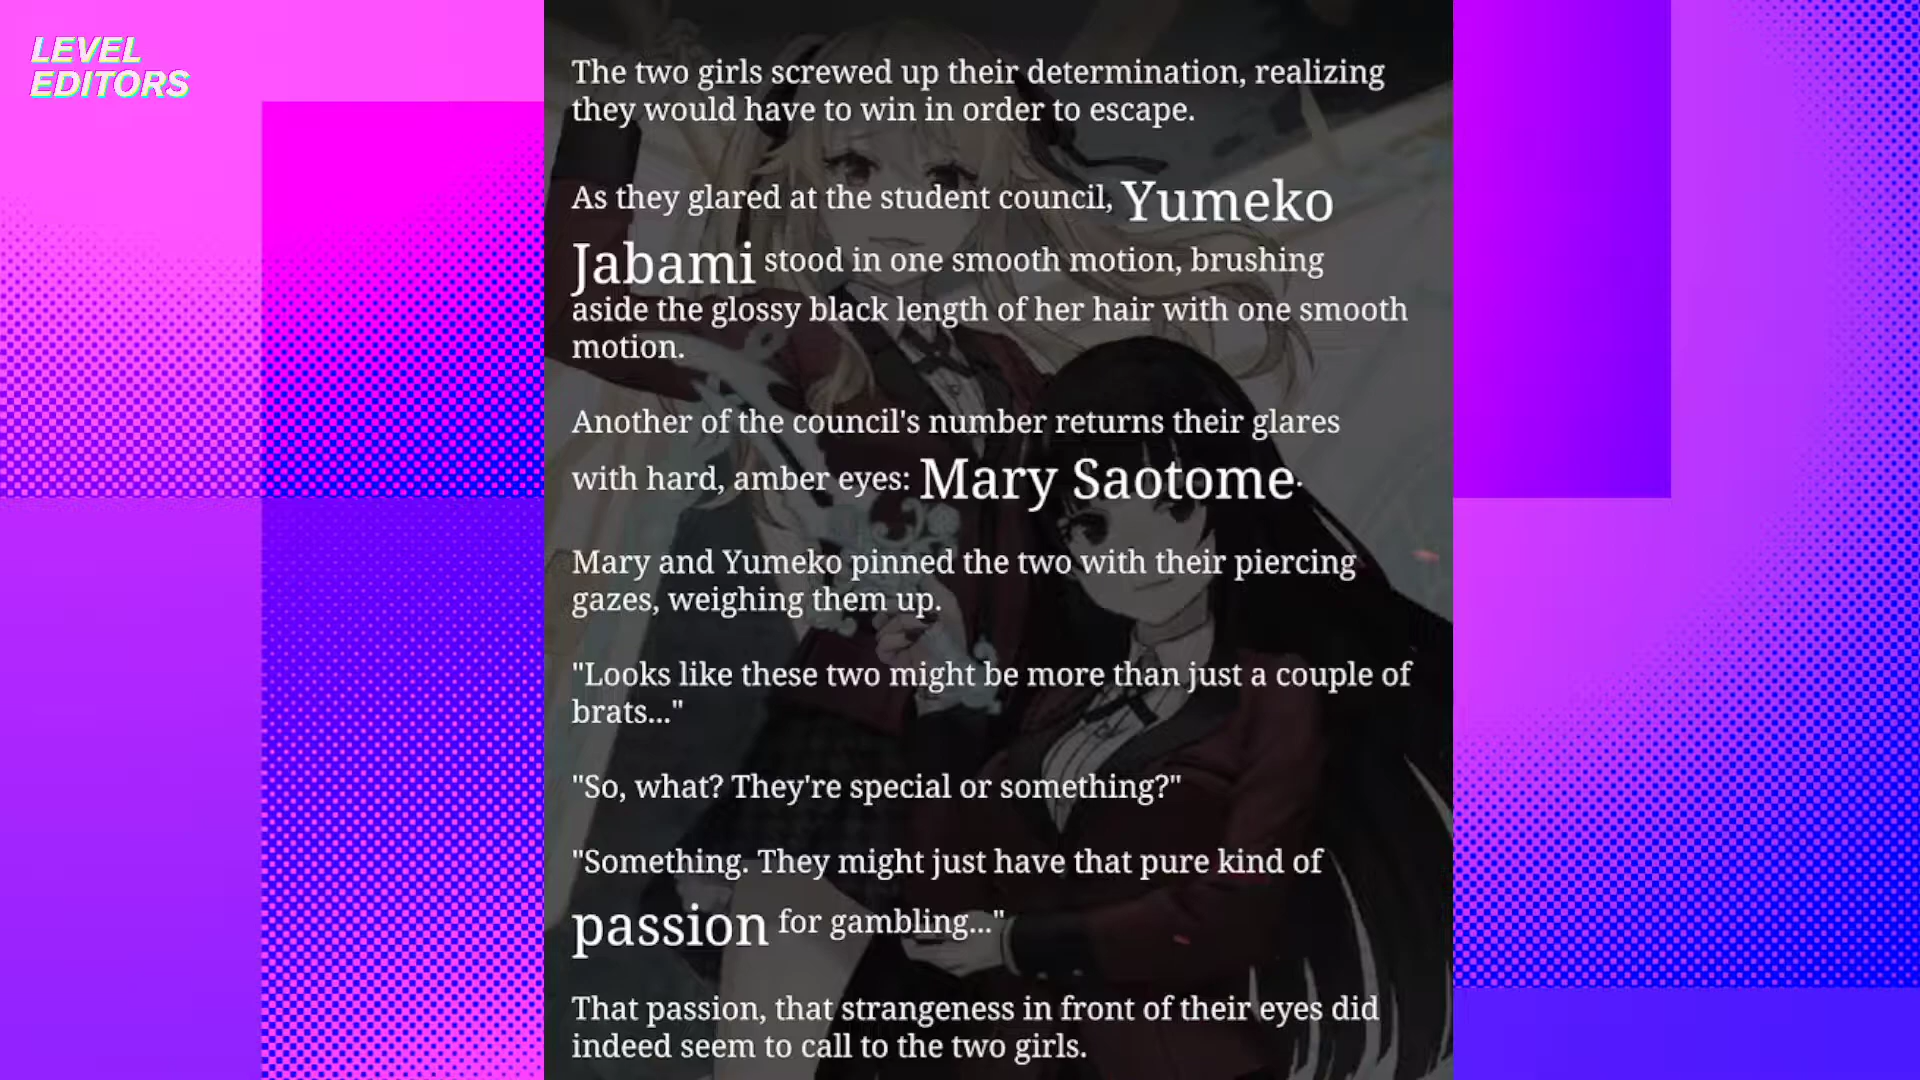 LEVEL
EDITORS
The two girls screwed up their determination, realizing
they would have to win in order to escape.
As they glared at the student council, Yumeko
Jabami stood in one smooth motion, brushing
aside the glossy black length of her hair with one smooth
motion.
Another of the council's number returns their glares
with hard, amber eyes: Mary Saotome.
Mary and Yumeko pinned the two with their piercing
gazes, weighing them up.
"Looks like these two might be more than just a couple of
brats..."
"So, what? They're special or something?"
"Something. They might just have that pure kind of
passion for gambling..."
That passion, that strangeness in front of their eyes did
indeed seem to call to the two girls.